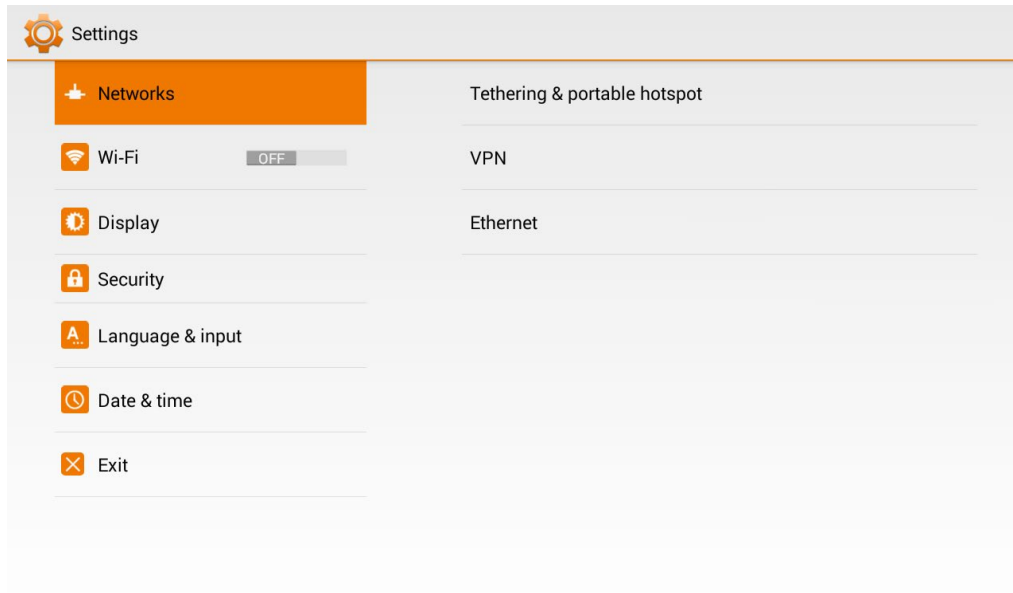 Settings
Networks
Wi-Fi
OFF
Display
Security
Language & input
Date & time
Exit
Tethering & portable hotspot
VPN
Ethernet